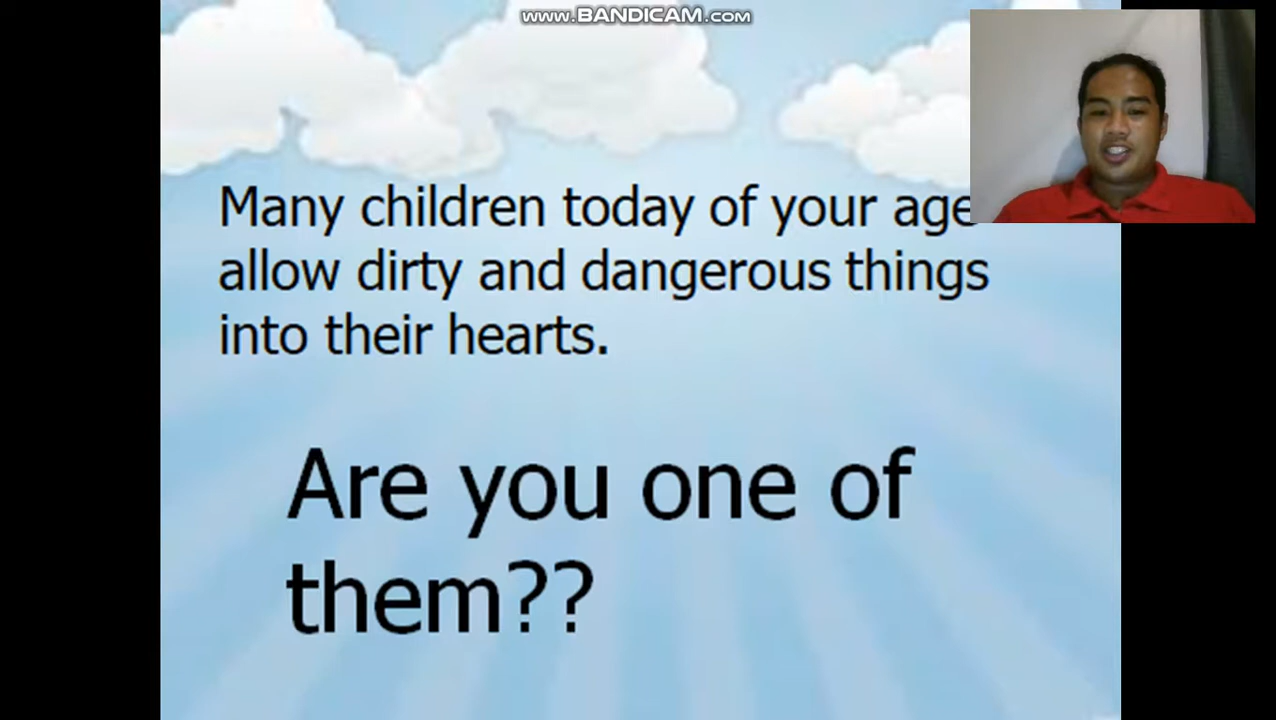 www.BANDICAM.com
Many children today of your age
allow dirty and dangerous things
into their hearts.
Are you one of
them??